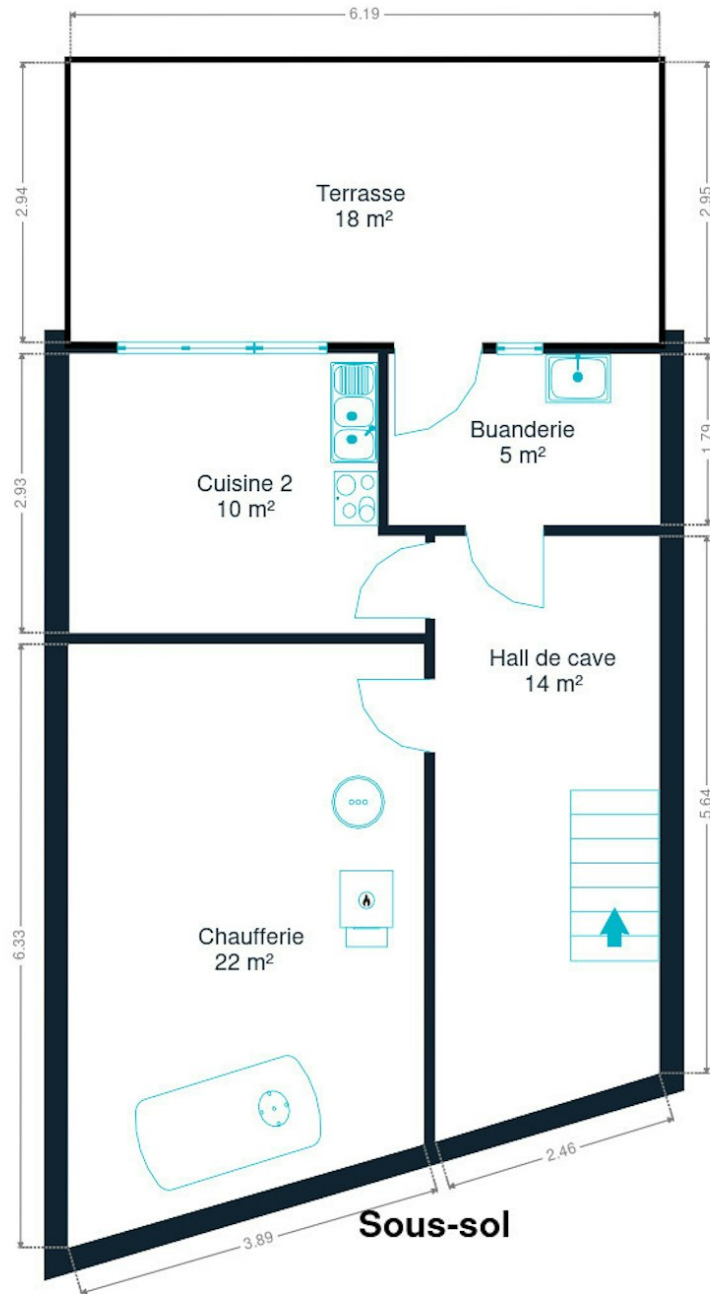 6.19
2.94
2.95
Terrasse
18 m²
Buanderie
5 m²
1.79
Cuisine 2
10 m²
2.93
Hall de cave
14 m²
5.64
Chaufferie
22 m²
6.33
2.46
3.89
Sous-sol